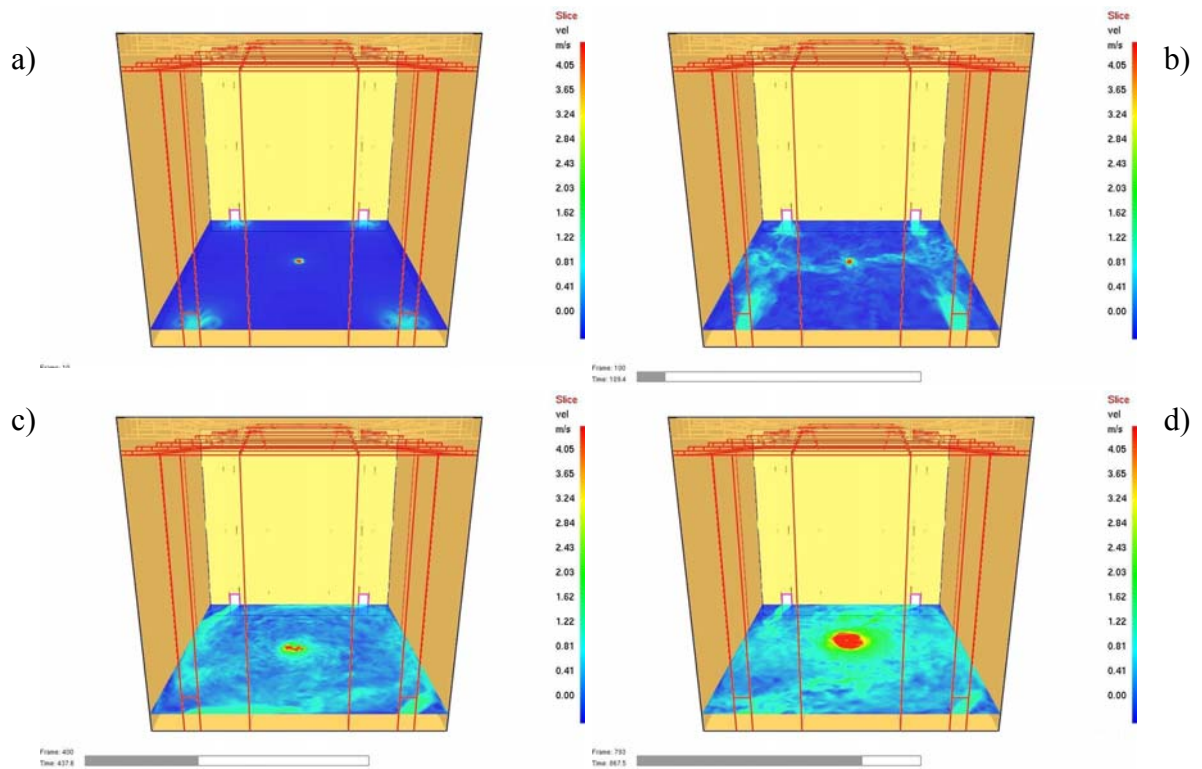 a)
Slice
vel
m/s
4.05
3.65
3.24
2.84
2.43
2.03
1.62
1.22
0.81
0.41
0.00
b)
Slice
vel
m/s
4.05
3.65
3.24
2.84
2.43
2.03
1.62
1.22
0.81
0.41
0.00
Frame: 100
Time: 109.4
c)
Slice
vel
m/s
4.05
3.65
3.24
2.84
2.43
2.03
1.62
1.22
0.81
0.41
0.00
Frame: 400
Time: 437.8
d)
Slice
vel
m/s
4.05
3.65
3.24
2.84
2.43
2.03
1.62
1.22
0.81
0.41
0.00
Frame: 793
Time: 867.5